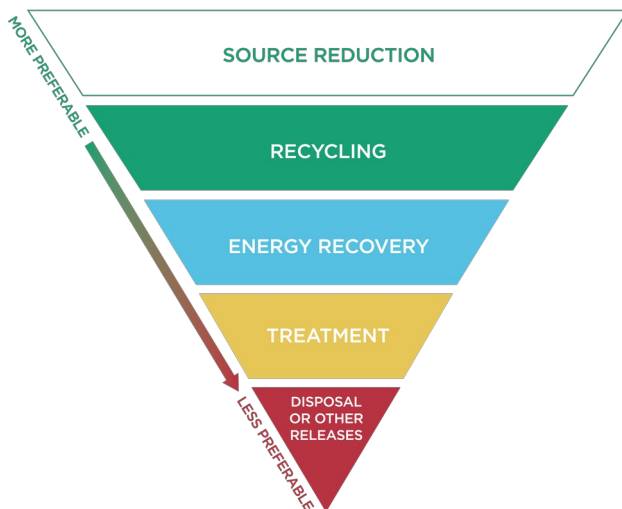 MORE PREFERABLE
SOURCE REDUCTION
RECYCLING
ENERGY RECOVERY
TREATMENT
DISPOSAL
OR OTHER
RELEASES
LESS PREFERABLE